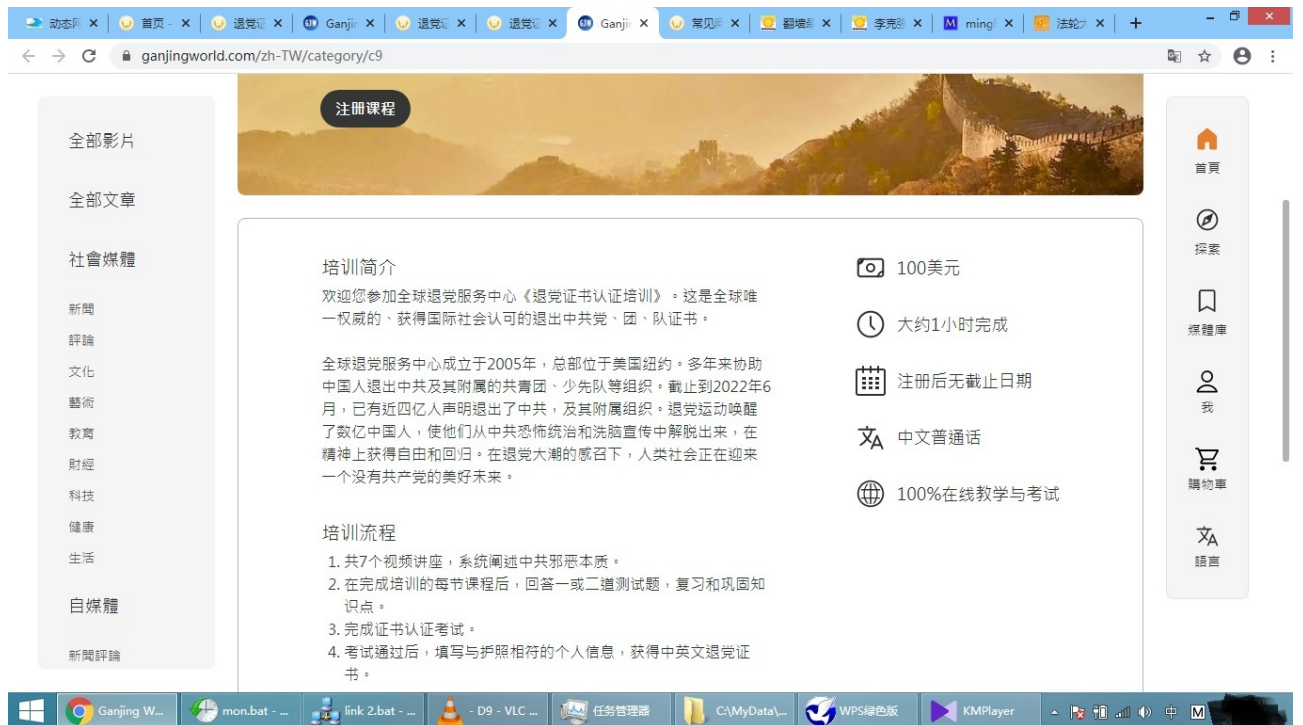 动态网
首页 -
退党证
Ganjin
退党证
退党证
Ganjin
常见问
翻墙
李克强
ming
法轮大
ganjingworld.com/zh-TW/category/c9
注册课程
全部影片
全部文章
社會媒體
新聞
評論
文化
藝術
教育
財經
科技
健康
生活
自媒體
新聞評論
培训简介
欢迎您参加全球退党服务中心《退党证书认证培训》。这是全球唯
一权威的、获得国际社会认可的退出中共党、团、队证书。
全球退党服务中心成立于2005年，总部位于美国纽约。多年来协助
中国人退出中共及其附属的共青团、少先队等组织。截止到2022年6
月，已有近四亿人声明退出了中共，及其附属组织。退党运动唤醒
了数亿中国人，使他们从中共恐怖统治和洗脑宣传中解脱出来，在
精神上获得自由和回归。在退党大潮的感召下，人类社会正在迎来
一个没有共产党的美好未来。
培训流程
1. 共7个视频讲座，系统阐述中共邪恶本质。
2. 在完成培训的每节课程后，回答一或二道测试题，复习和巩固知
识点。
3. 完成证书认证考试。
4. 考试通过后，填写与护照相符的个人信息，获得中英文退党证
书。
100美元
大约1小时完成
注册后无截止日期
中文普通话
100%在线教学与考试
首頁
探索
媒體庫
我
購物車
語言
Ganjing W...
mon.bat - ...
link 2.bat - ...
- D9 - VLC ...
任务管理器
C:\MyData\...
WPS绿色版
KMPlayer
中
M